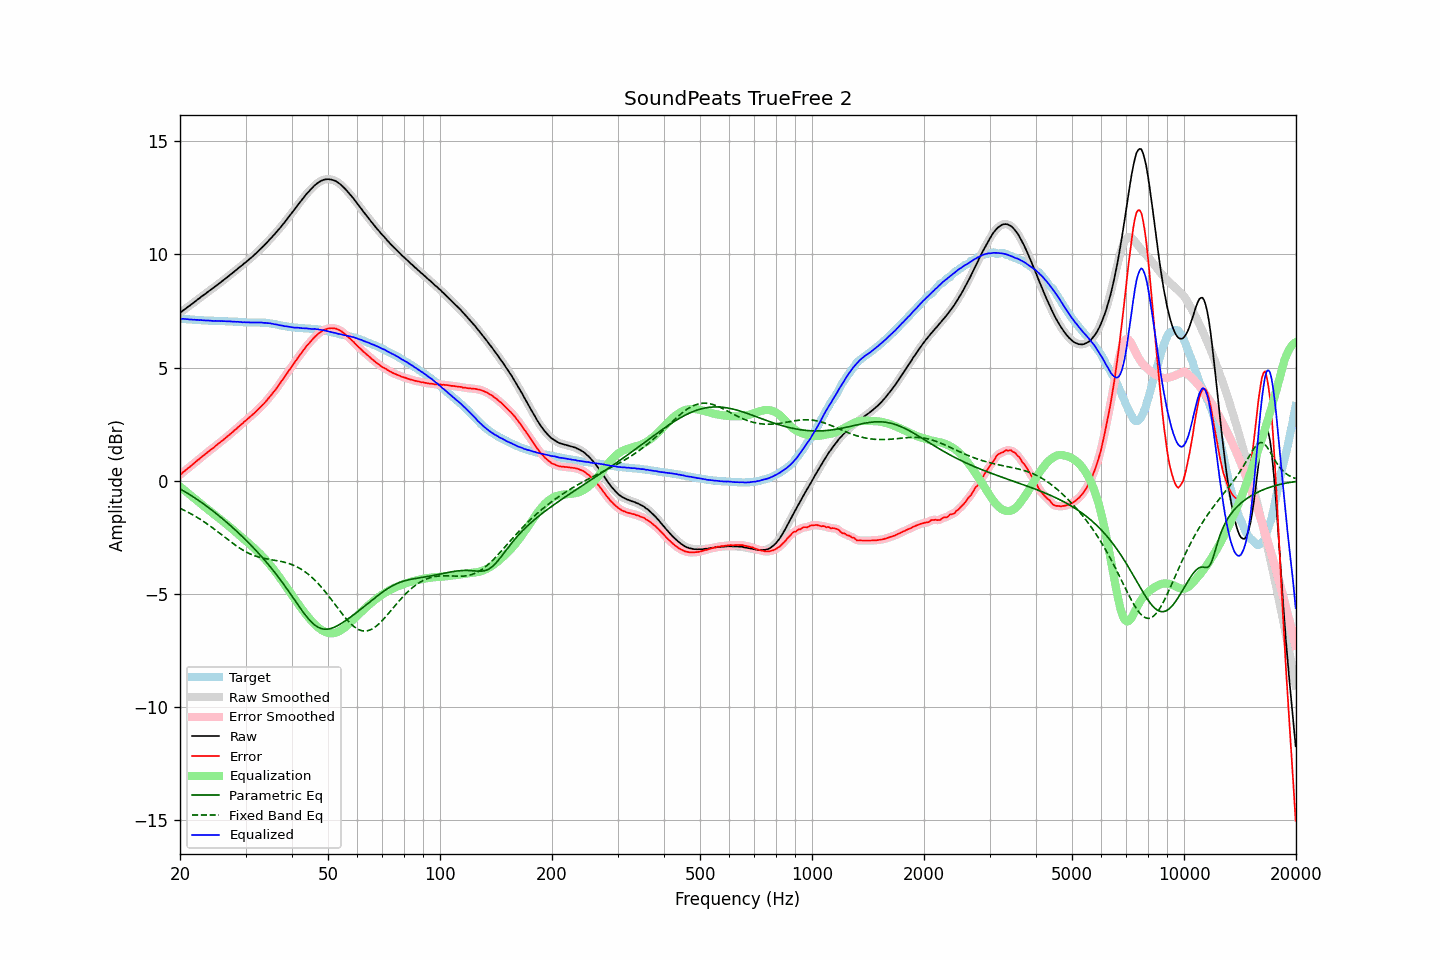 SoundPeats TrueFree 2
Amplitude (dBr)
15
10
5
0
−5
−10
−15
Target
Raw Smoothed
Error Smoothed
Raw
Error
Equalization
Parametric Eq
Fixed Band Eq
Equalized
20 50 100 200 500 1000 2000 5000 10000 20000
Frequency (Hz)